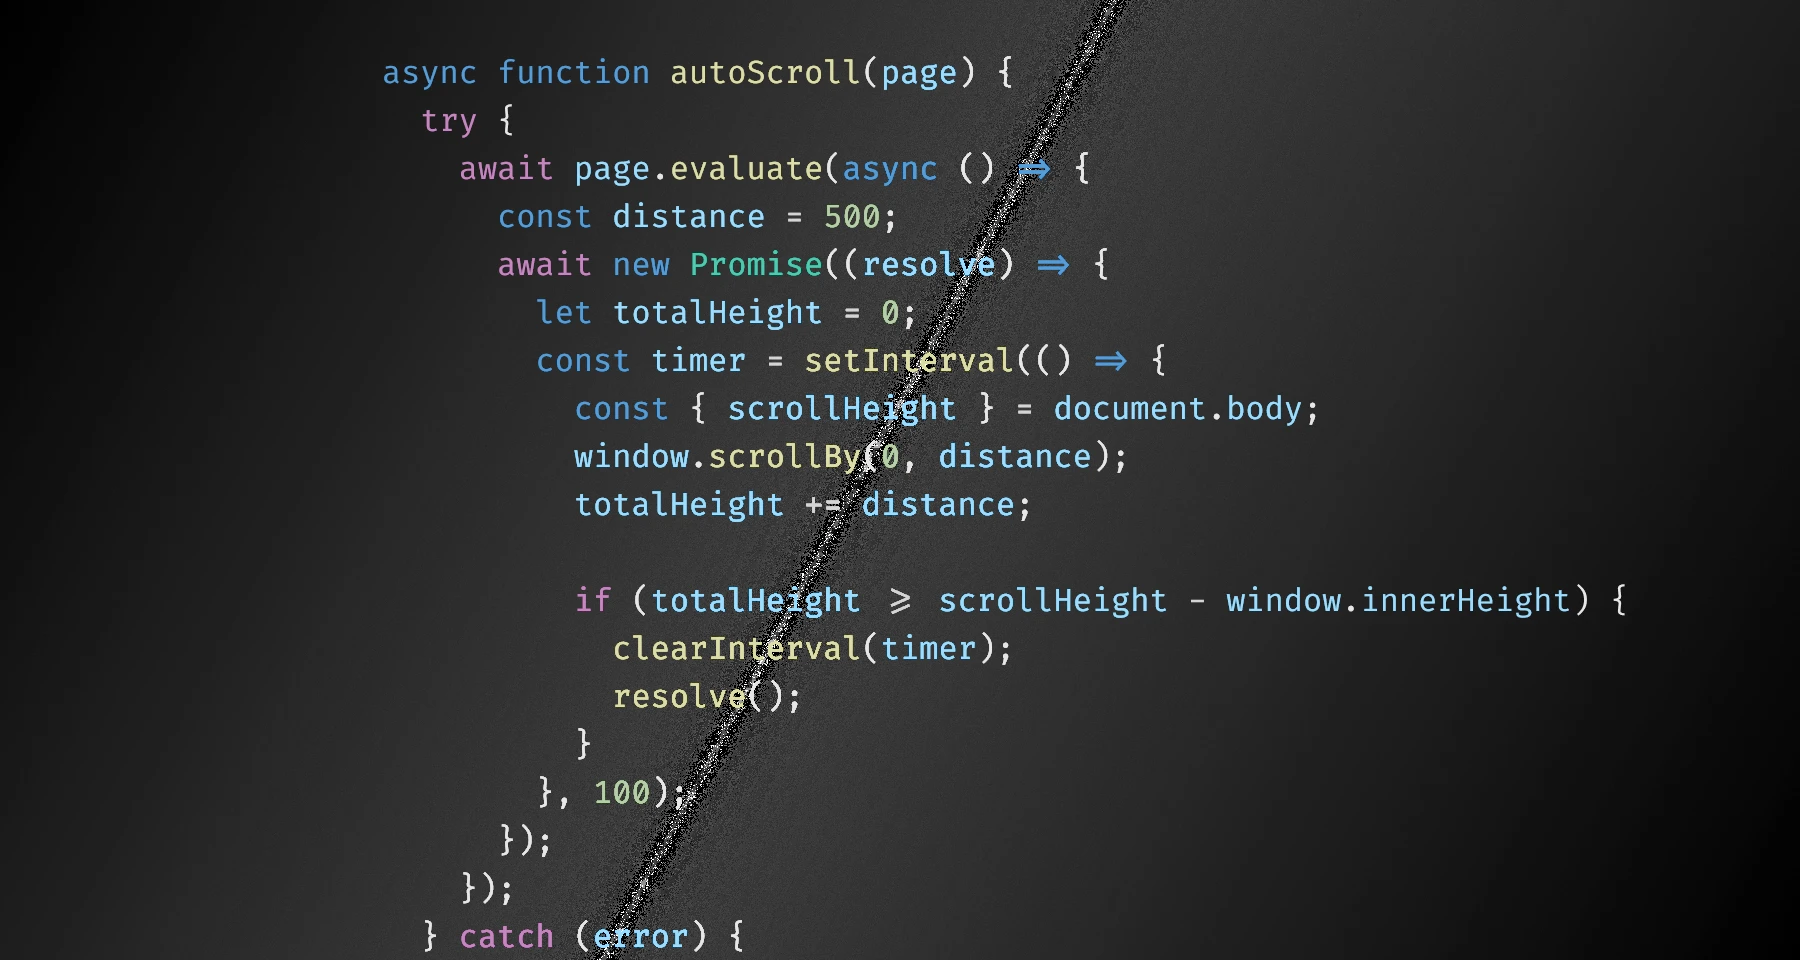 async function autoScroll(page) {
try {
await page.evaluate(async () => {
const distance = 500;
await new Promise((resolve) => {
let totalHeight = 0;
const timer = setInterval(() => {
const { scrollHeight } = document.body;
window.scrollBy(0, distance);
totalHeight += distance;
if (totalHeight >= scrollHeight - window.innerHeight) {
clearInterval(timer);
resolve();
}
}, 100);
});
});
} catch (error) {